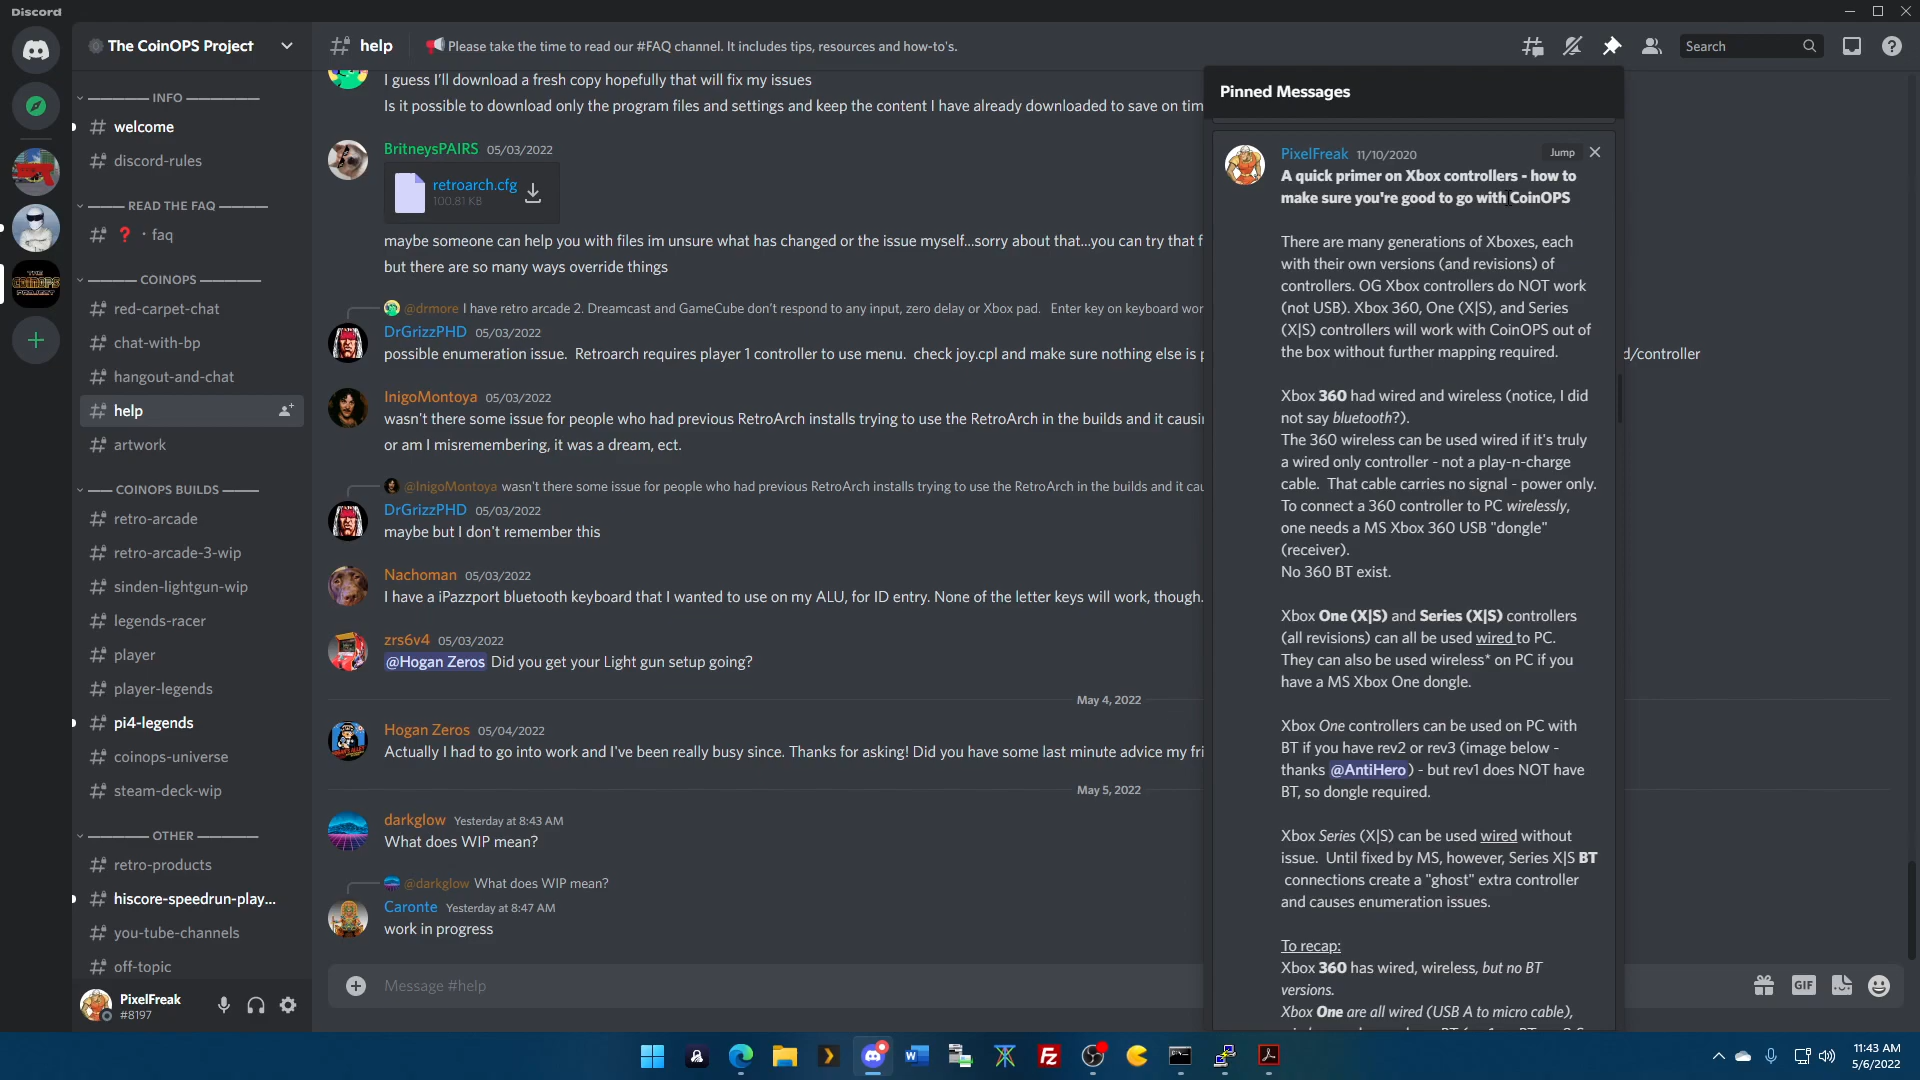 Discord
The CoinOPS Project
INFO
welcome
discord-rules
READ THE FAQ
faq
COINOPS
red-carpet-chat
chat-with-bp
hangout-and-chat
help
artwork
COINOPS BUILDS
retro-arcade
retro-arcade-3-wip
sinden-lightgun-wip
legends-racer
player
player-legends
pi4-legends
coinops-universe
steam-deck-wip
OTHER
retro-products
hiscore-speedrun-play...
you-tube-channels
off-topic
PixelFreak
#8197
help
Please take the time to read our #FAQ channel. It includes tips, resources and how-to's.
Search
I guess I'll download a fresh copy hopefully that will fix my issues
Is it possible to download only the program files and settings and keep the content I have already downloaded to save on tim
BritneysPAIRS 05/03/2022
retroarch.cfg
100.81 KB
maybe someone can help you with files im unsure what has changed or the issue myself...sorry about that...you can try that f
but there are so many ways override things
@drmore I have retro arcade 2. Dreamcast and GameCube don't respond to any input, zero delay or Xbox pad. Enter key on keyboard wor
DrGrizzPHD 05/03/2022
possible enumeration issue. Retroarch requires player 1 controller to use menu. check joy.cpl and make sure nothing else is p
d/controller
InigoMontoya 05/03/2022
wasn't there some issue for people who had previous RetroArch installs trying to use the RetroArch in the builds and it causi
or am I misremembering, it was a dream, ect.
@InigoMontoya wasn't there some issue for people who had previous RetroArch installs trying to use the RetroArch in the builds and it cau
DrGrizzPHD 05/03/2022
maybe but I don't remember this
Nachoman 05/03/2022
I have a iPazzport bluetooth keyboard that I wanted to use on my ALU, for ID entry. None of the letter keys will work, though.
zrs6v4 05/03/2022
@Hogan Zeros Did you get your Light gun setup going?
May 4, 2022
Hogan Zeros 05/04/2022
Actually I had to go into work and I've been really busy since. Thanks for asking! Did you have some last minute advice my fri
May 5, 2022
darkglow Yesterday at 8:43 AM
What does WIP mean?
@darkglow What does WIP mean?
Caronte Yesterday at 8:47 AM
work in progress
Message #help
GIF
Pinned Messages
PixelFreak 11/10/2020
Jump
A quick primer on Xbox controllers - how to
make sure you're good to go with CoinOPS
There are many generations of Xboxes, each
with their own versions (and revisions) of
controllers. OG Xbox controllers do NOT work
(not USB). Xbox 360, One (X|S), and Series
(X|S) controllers will work with CoinOPS out of
the box without further mapping required.
Xbox 360 had wired and wireless (notice, I did
not say bluetooth?).
The 360 wireless can be used wired if it's truly
a wired only controller - not a play-n-charge
cable. That cable carries no signal - power only.
To connect a 360 controller to PC wirelessly,
one needs a MS Xbox 360 USB "dongle"
(receiver).
No 360 BT exist.
Xbox One (X|S) and Series (X|S) controllers
(all revisions) can all be used wired to PC.
They can also be used wireless* on PC if you
have a MS Xbox One dongle.
Xbox One controllers can be used on PC with
BT if you have rev2 or rev3 (image below -
thanks @AntiHero) - but rev1 does NOT have
BT, so dongle required.
Xbox Series (X|S) can be used wired without
issue. Until fixed by MS, however, Series X|S BT
connections create a "ghost" extra controller
and causes enumeration issues.
To recap:
Xbox 360 has wired, wireless, but no BT
versions.
Xbox One are all wired (USB A to micro cable),
11:43 AM
5/6/2022